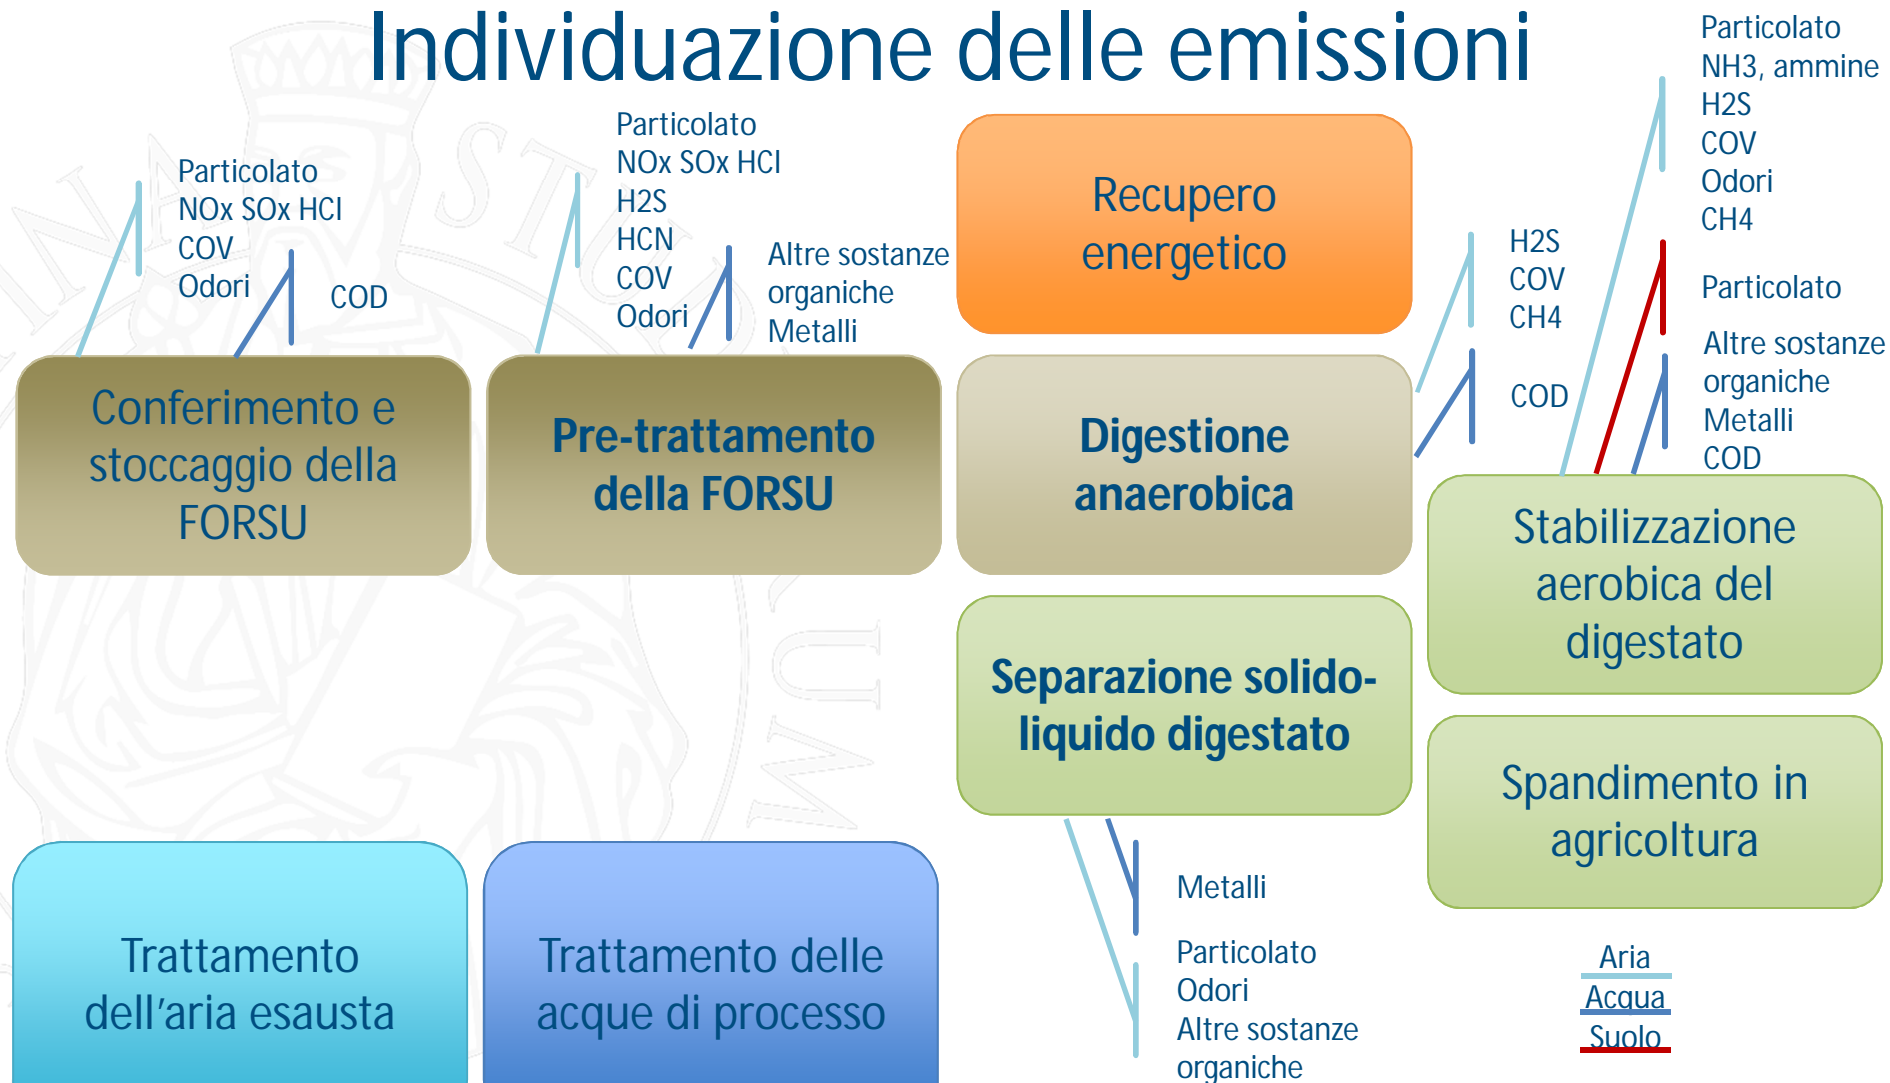 Individuazione delle emissioni
Particolato
NOx SOx HCl
COV
Odori
COD
Particolato
NOx SOx HCl
H2S
HCN
COV
Odori
Altre sostanze
organiche
Metalli
Recupero
energetico
H2S
COV
CH4
COD
Particolato
NH3, ammine
H2S
COV
Odori
CH4
Particolato
Altre sostanze
organiche
Metalli
COD
Conferimento e
stoccaggio della
FORSU
Pre-trattamento
della FORSU
Digestione
anaerobica
Stabilizzazione
aerobica del
digestato
Separazione solido-
liquido digestato
Spandimento in
agricoltura
Metalli
Particolato
Odori
Altre sostanze
organiche
Trattamento
dell'aria esausta
Trattamento delle
acque di processo
Aria
Acqua
Suolo